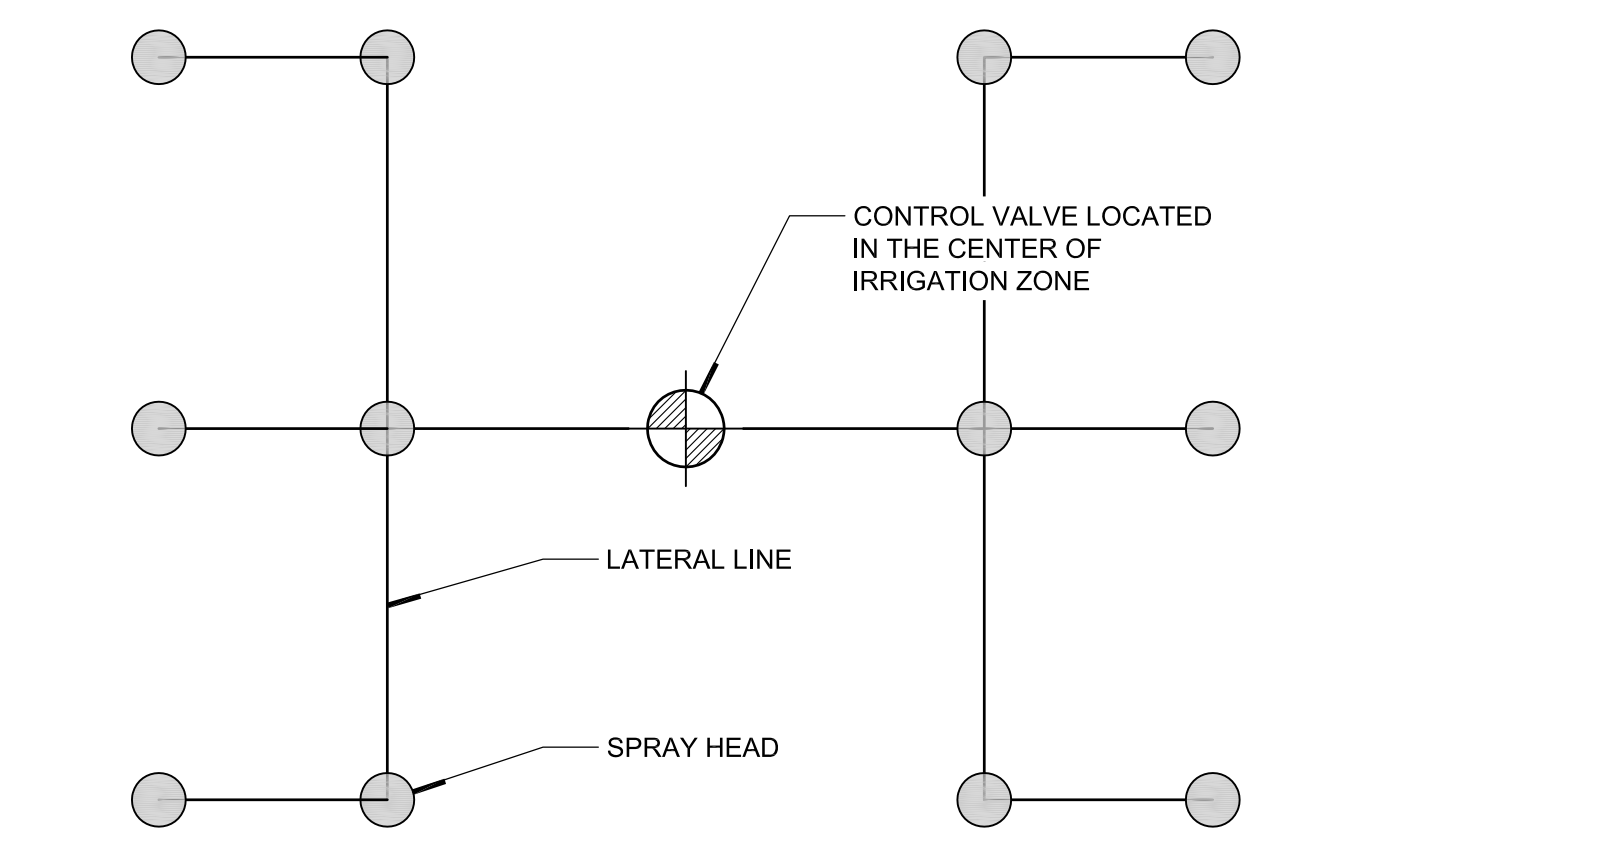 CONTROL VALVE LOCATED
IN THE CENTER OF
IRRIGATION ZONE
LATERAL LINE
SPRAY HEAD